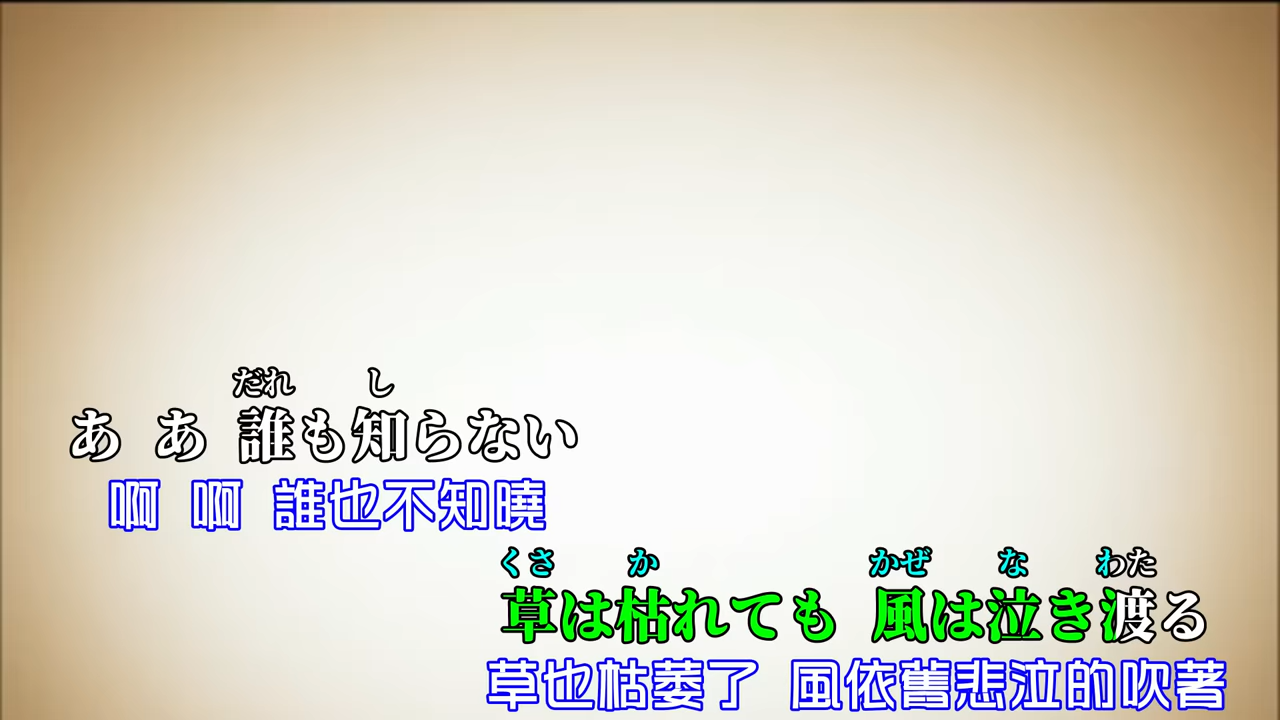 だれ し
あ あ 誰も知らない
啊 啊 誰也不知曉
くさ か かぜ な わた
草は枯れても 風は泣き渡る
草也枯萎了 風依舊悲泣的吹著